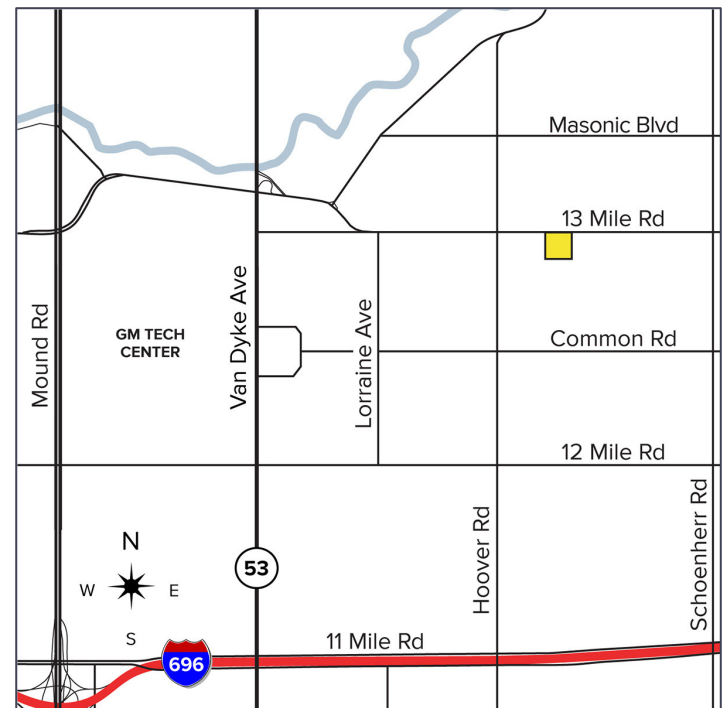 Masonic Blvd
13 Mile Rd
Mound Rd
GM TECH
CENTER
Van Dyke Ave
Lorraine Ave
Common Rd
12 Mile Rd
Hoover Rd
Schoenherr Rd
N
W
E
S
53
11 Mile Rd
696